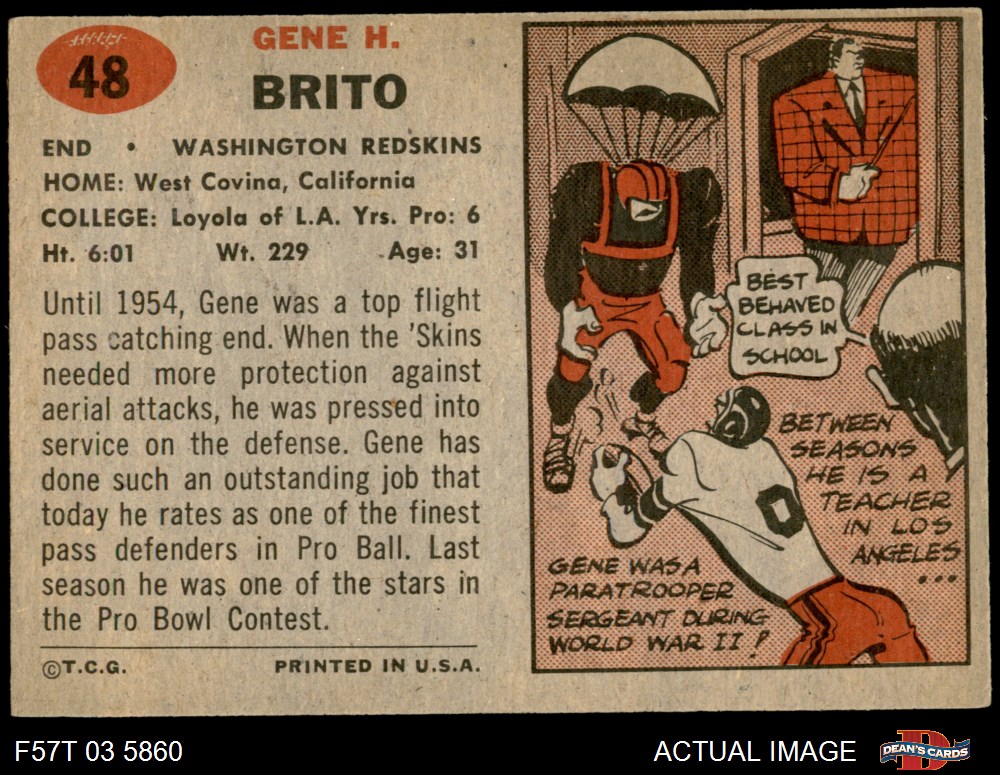 48
GENE H.
BRITO
END • WASHINGTON REDSKINS
HOME: West Covina, California
COLLEGE: Loyola of L.A. Yrs. Pro: 6
Ht. 6:01 Wt. 229 Age: 31
Until 1954, Gene was a top flight
pass catching end. When the 'Skins
needed more protection against
aerial attacks, he was pressed into
service on the defense. Gene has
done such an outstanding job that
today he rates as one of the finest
pass defenders in Pro Ball. Last
season he was one of the stars in
the Pro Bowl Contest.
©T.C.G. PRINTED IN U.S.A.
BEST
BEHAVED
CLASS IN
SCHOOL
BETWEEN
SEASONS
HE IS A
TEACHER
IN LOS
ANGELES
...
0
GENE WAS A
PARATROOPER
SERGEANT DURING
WORLD WAR II!
F57T 03 5860
ACTUAL IMAGE
D
DEAN'S CARDS